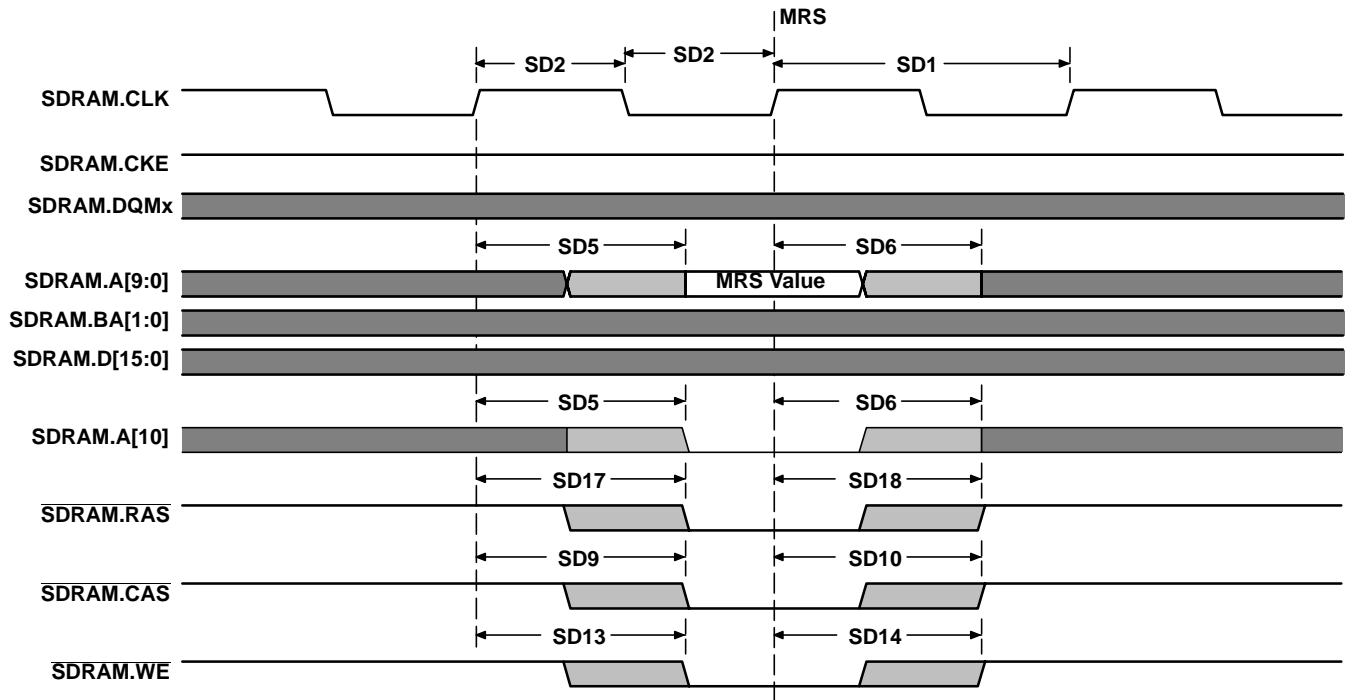 MRS
SD2
SD2
SD1
SDRAM.CLK
SDRAM.CKE
SDRAM.DQMx
SD5
SD6
SDRAM.A[9:0]
MRS Value
SDRAM.BA[1:0]
SDRAM.D[15:0]
SD5
SD6
SDRAM.A[10]
SD17
SD18
SDRAM.RAS
SD9
SD10
SDRAM.CAS
SD13
SD14
SDRAM.WE